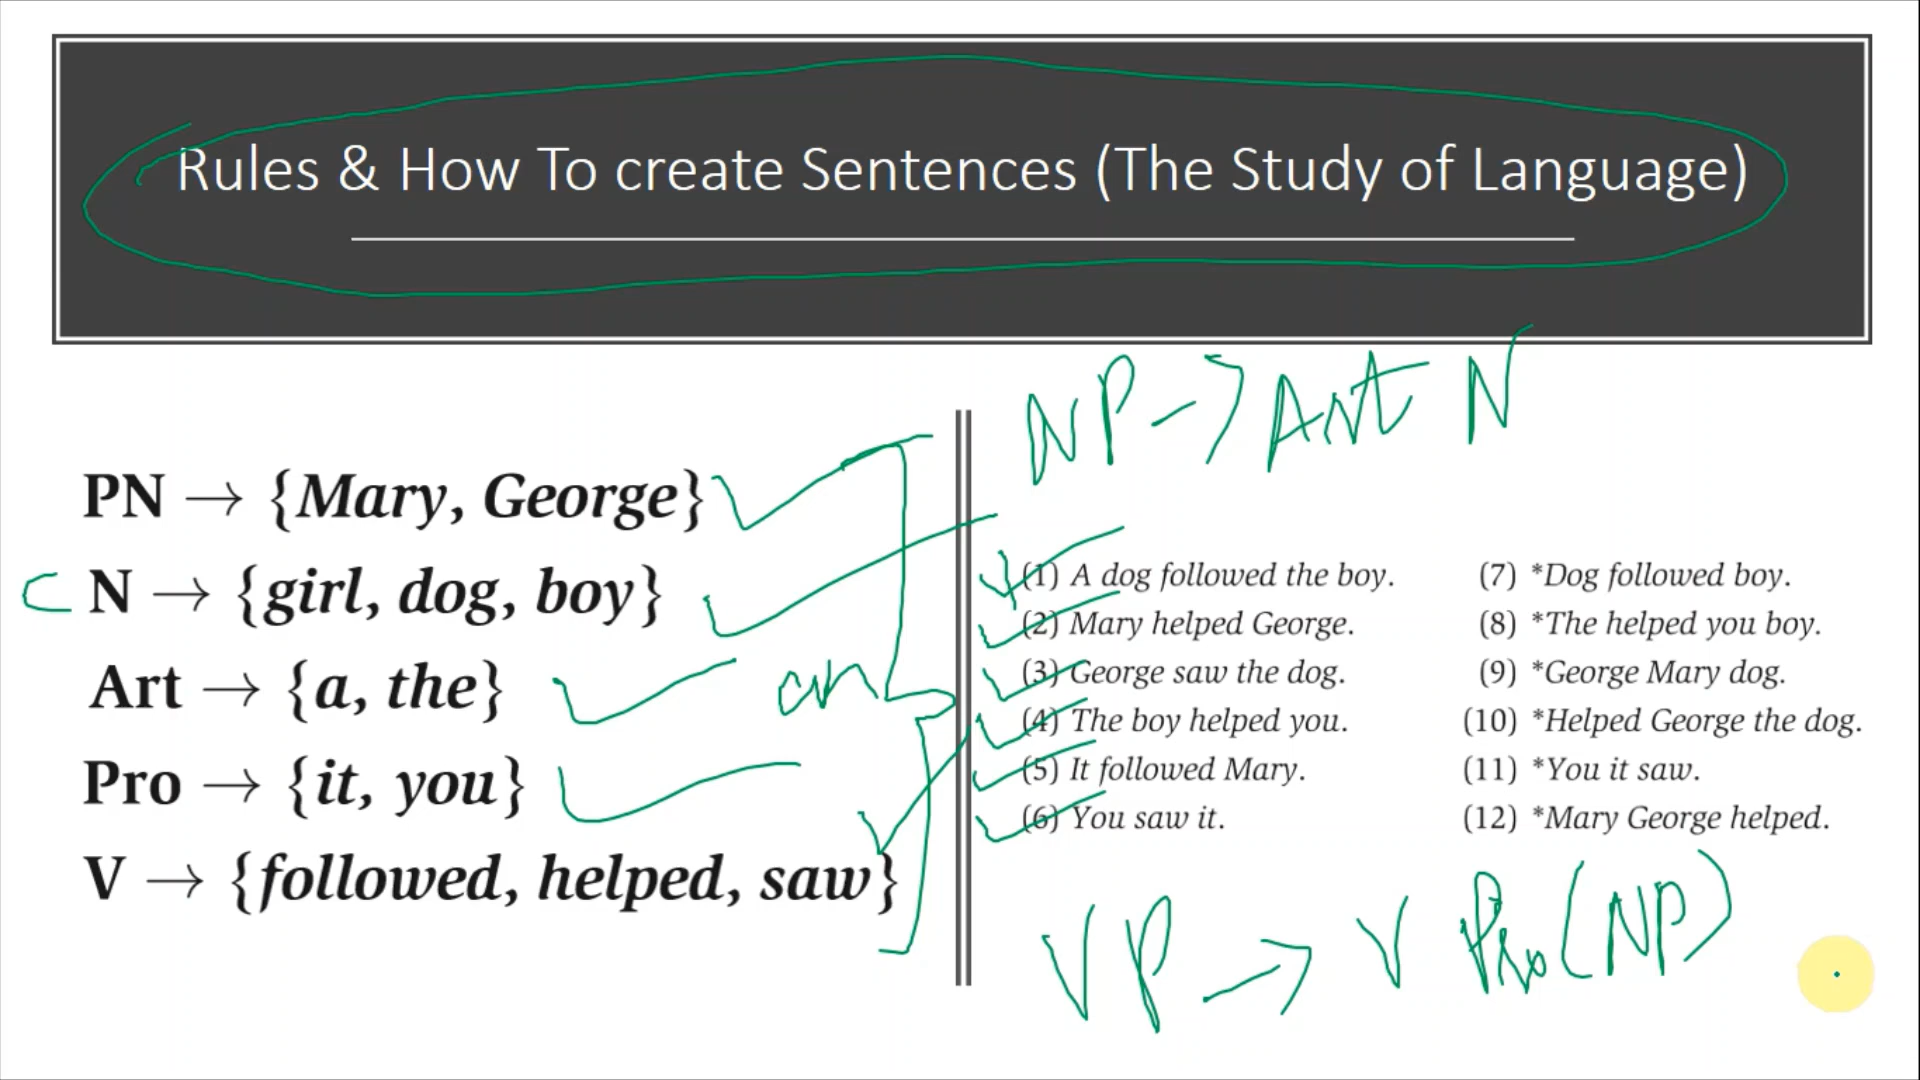 Rules & How To create Sentences (The Study of Language)
NP → Art N
PN → {Mary, George}
C N → {girl, dog, boy}
Art → {a, the}
Pro → {it, you}
V → {followed, helped, saw}
(1) A dog followed the boy.
(2) Mary helped George.
(3) George saw the dog.
(4) The boy helped you.
(5) It followed Mary.
(6) You saw it.
(7) *Dog followed boy.
(8) *The helped you boy.
(9) *George Mary dog.
(10) *Helped George the dog.
(11) *You it saw.
(12) *Mary George helped.
VP → V Pro (NP)